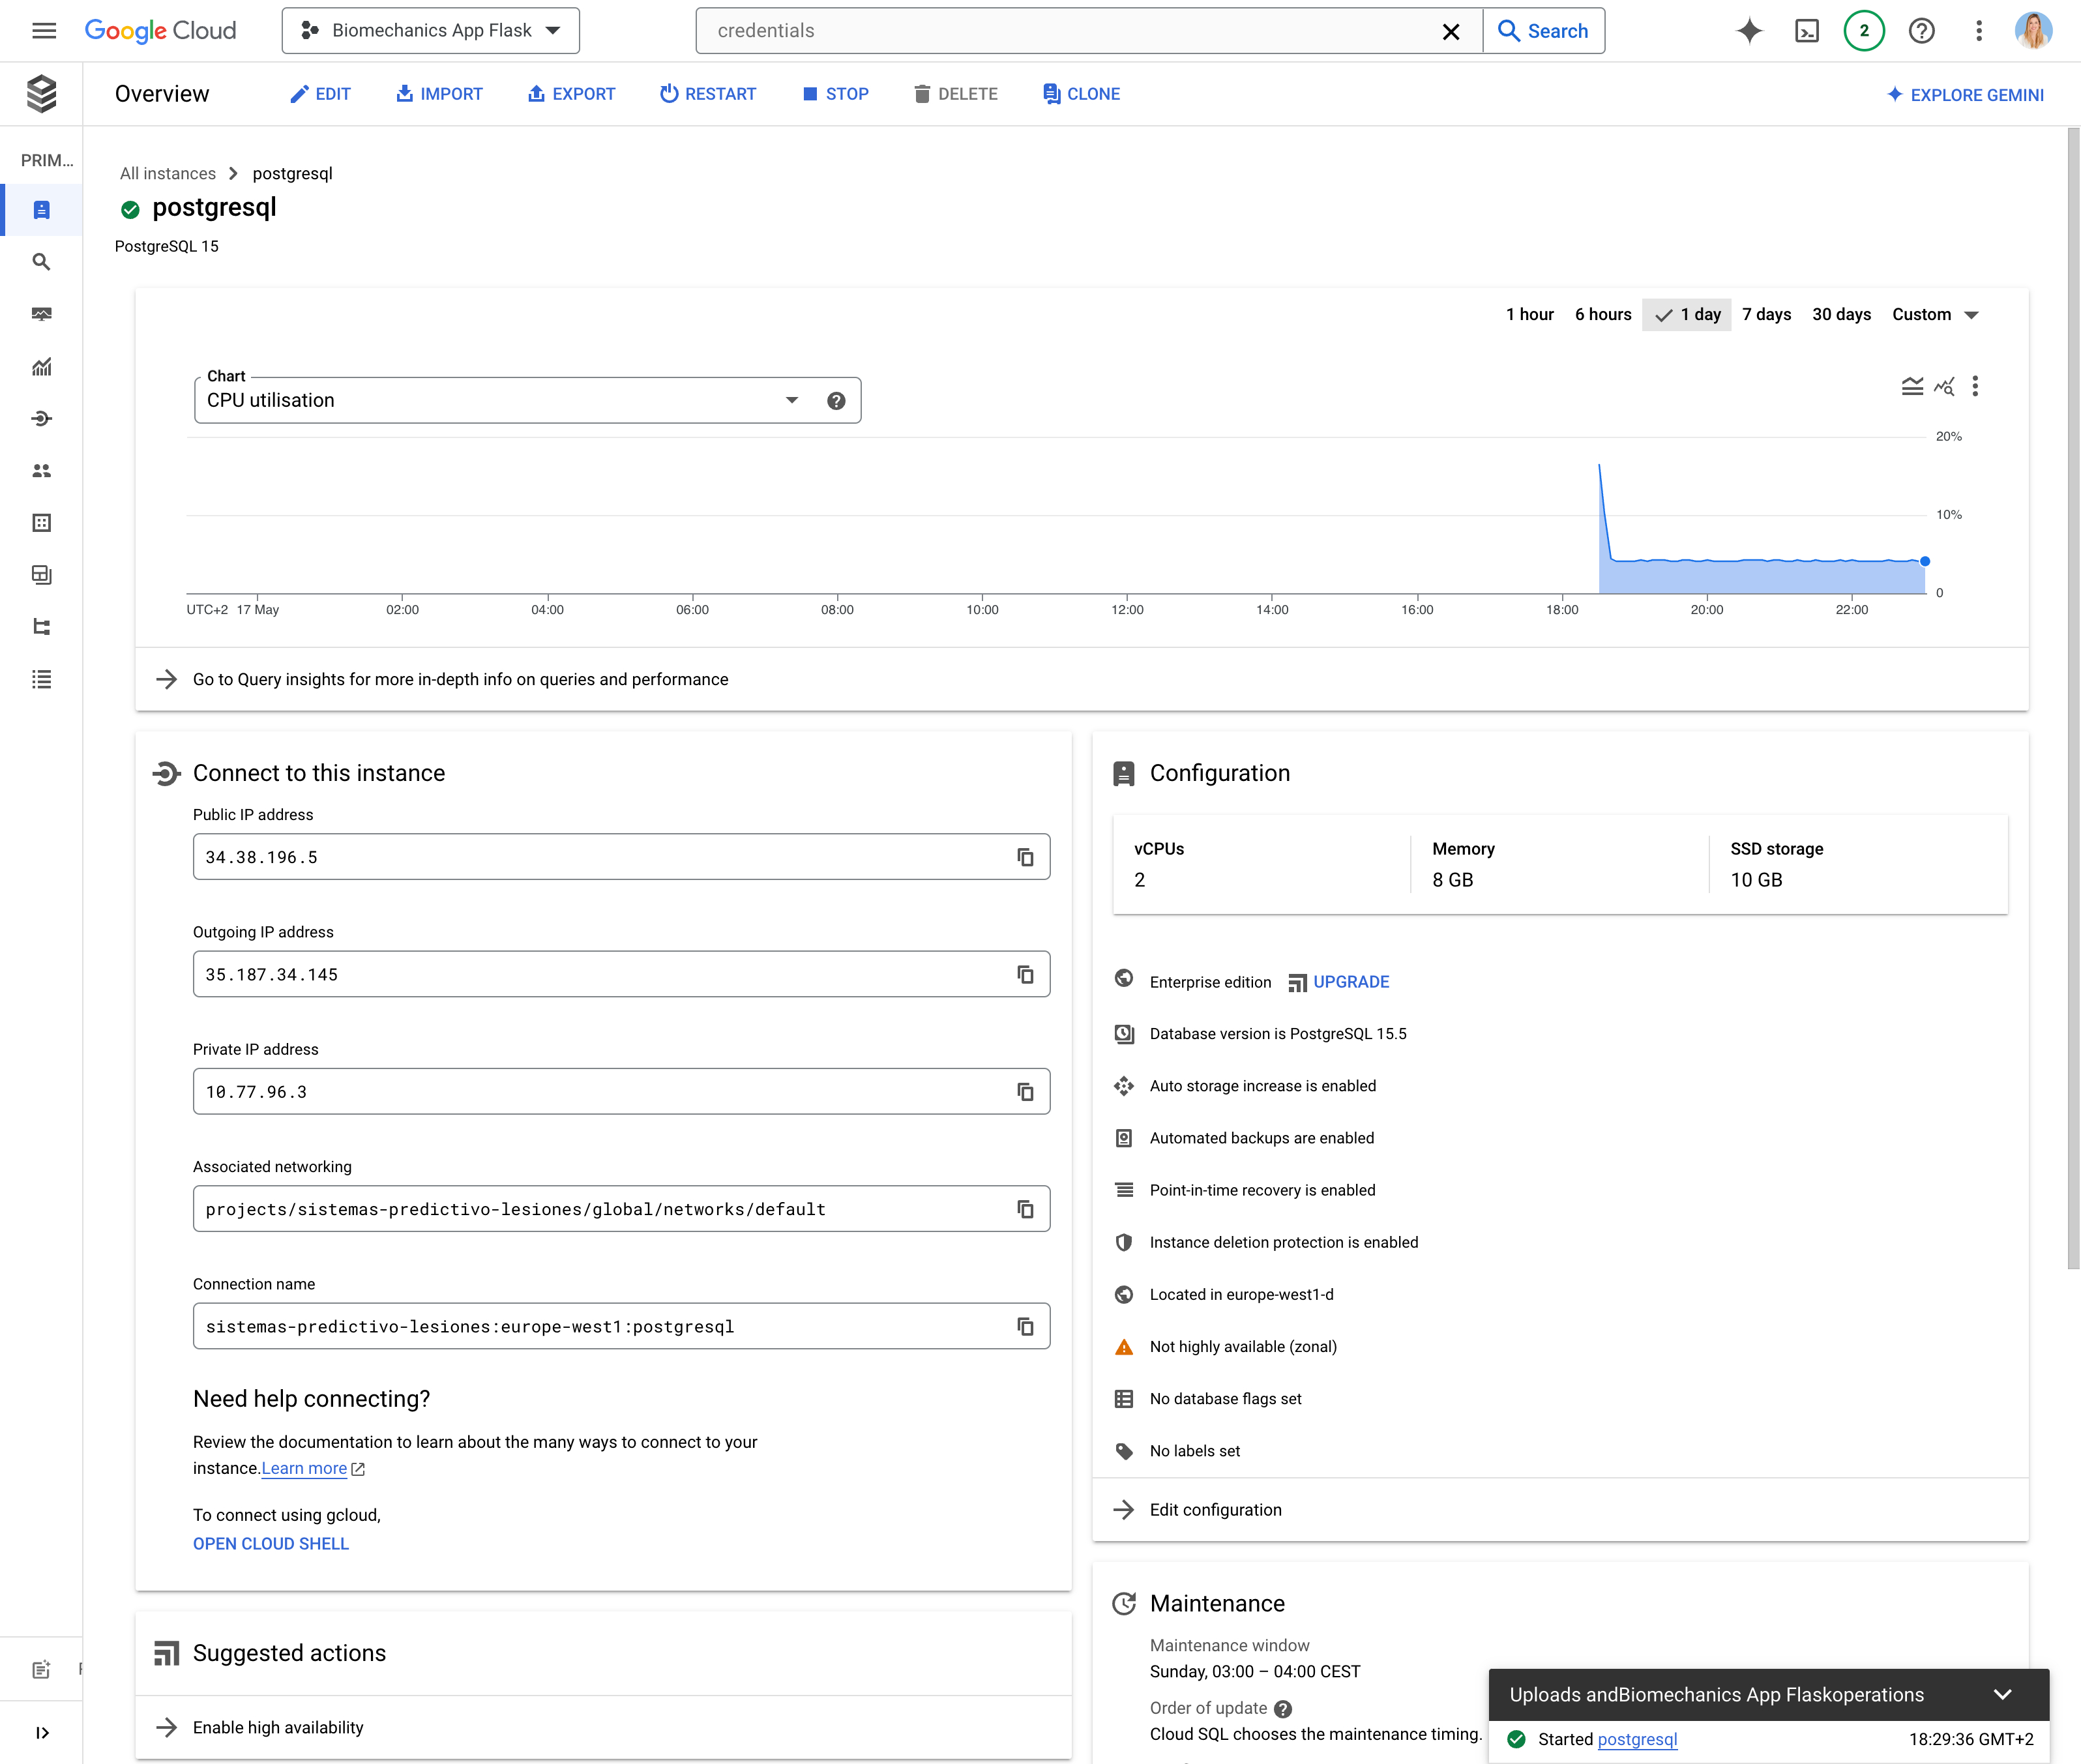 Google Cloud
Biomechanics App Flask
credentials
Search
2
Overview
EDIT
IMPORT
EXPORT
RESTART
STOP
DELETE
CLONE
EXPLORE GEMINI
PRIM...
All instances
postgresql
postgresql
PostgreSQL 15
1 hour
6 hours
1 day
7 days
30 days
Custom
Chart
CPU utilisation
20%
10%
0
UTC+2
17 May
02:00
04:00
06:00
08:00
10:00
12:00
14:00
16:00
18:00
20:00
22:00
Go to Query insights for more in-depth info on queries and performance
Connect to this instance
Public IP address
34.38.196.5
Outgoing IP address
35.187.34.145
Private IP address
10.77.96.3
Associated networking
projects/sistemas-predictivo-lesiones/global/networks/default
Connection name
sistemas-predictivo-lesiones:europe-west1:postgresql
Need help connecting?
Review the documentation to learn about the many ways to connect to your
instance.Learn more
To connect using gcloud,
OPEN CLOUD SHELL
Suggested actions
Enable high availability
Configuration
vCPUs
2
Memory
8 GB
SSD storage
10 GB
Enterprise edition
UPGRADE
Database version is PostgreSQL 15.5
Auto storage increase is enabled
Automated backups are enabled
Point-in-time recovery is enabled
Instance deletion protection is enabled
Located in europe-west1-d
Not highly available (zonal)
No database flags set
No labels set
Edit configuration
Maintenance
Maintenance window
Sunday, 03:00 – 04:00 CEST
Order of update
Cloud SQL chooses the maintenance timing.
Uploads andBiomechanics App Flaskoperations
Started postgresql
18:29:36 GMT+2